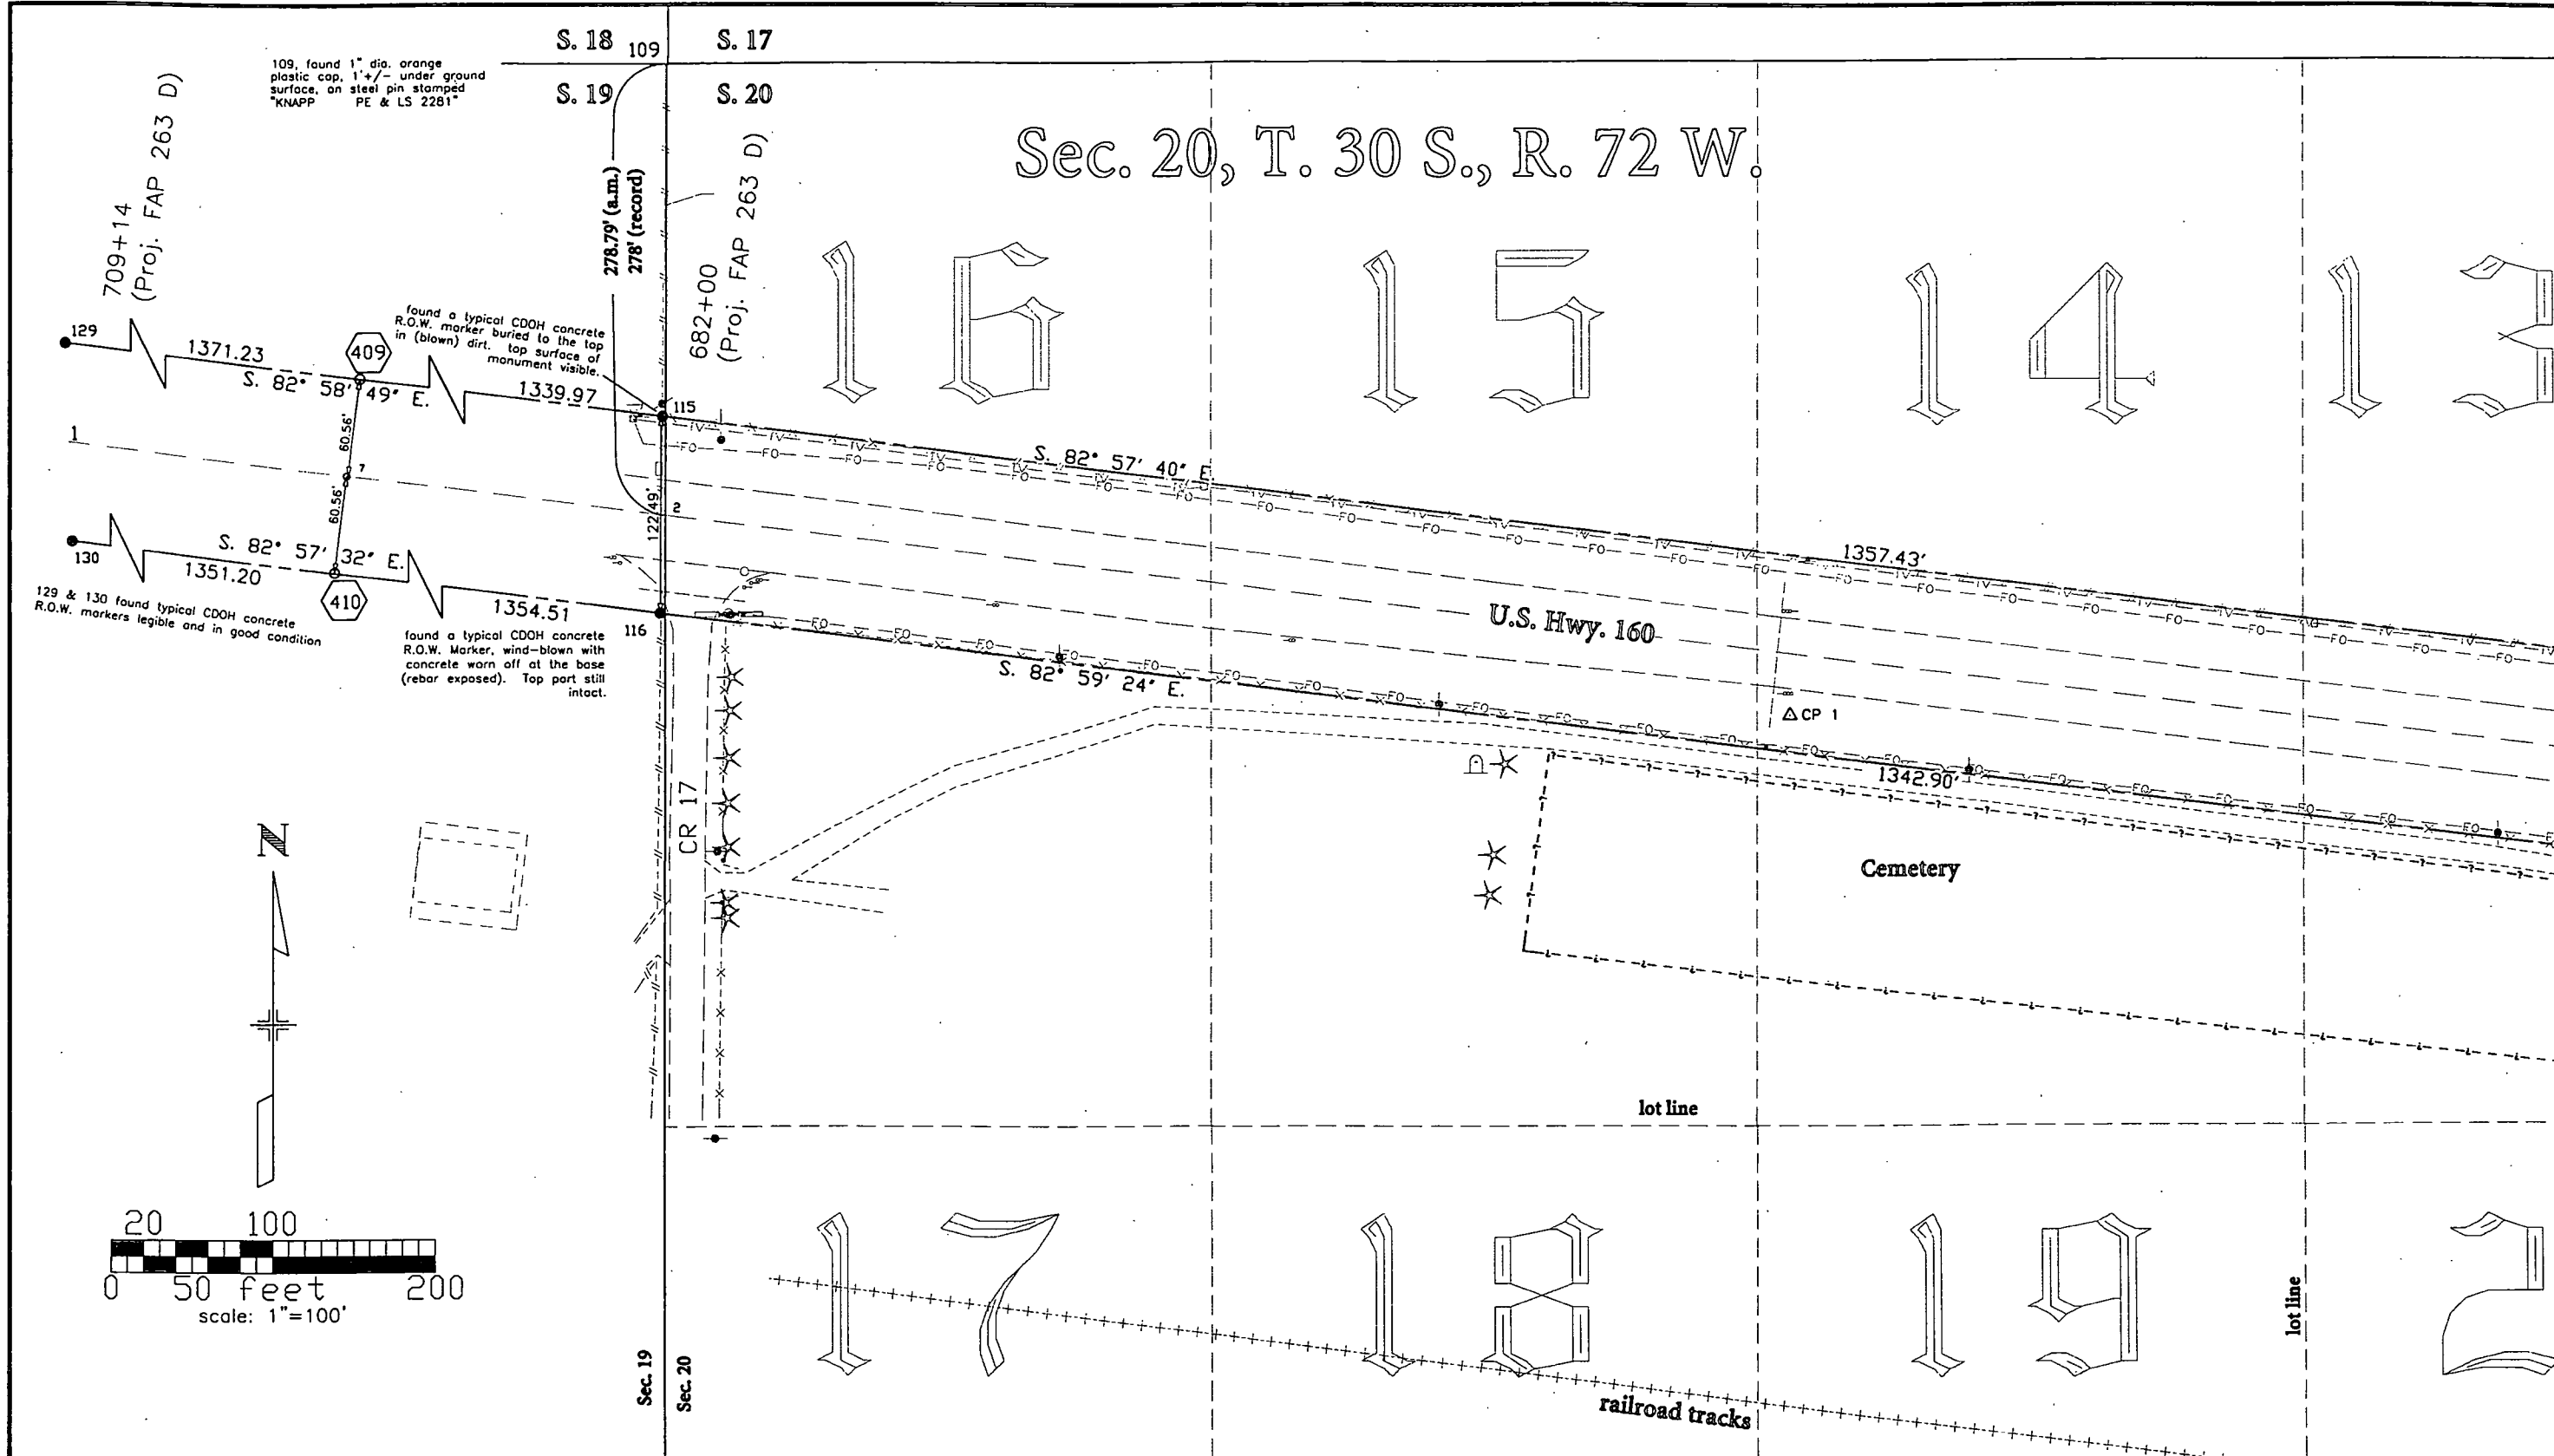 S. 18
109
S. 17
109, found 1" dia. orange
plastic cap, 1'+/- under ground
surface, on steel pin stamped
"KNAPP PE & LS 2281"
S. 19
S. 20
Sec. 20, T. 30 S., R. 72 W.
709+14
(Proj. FAP 263 D)
278.79' (a.m.)
278' (record)
682+00
(Proj. FAP 263 D)
16
15
14
13
found a typical CDOH concrete
R.O.W. marker buried to the top
in (blown) dirt. top surface of
monument visible.
129
1371.23
409
S. 82° 58' 49" E.
1339.97
115
60.56'
1
7
60.56'
122.49'
2
S. 82° 57' 40" E
1357.43'
130
S. 82° 57' 32" E.
1351.20
410
1354.51
116
129 & 130 found typical CDOH concrete
R.O.W. markers legible and in good condition
found a typical CDOH concrete
R.O.W. Marker, wind-blown with
concrete worn off at the base
(rebar exposed). Top part still
intact.
U.S. Hwy. 160
S. 82° 59' 24" E.
CP 1
1342.90'
CR 17
Cemetery
N
lot line
20 100
0 50 feet 200
scale: 1"=100'
17
18
19
2
lot line
Sec. 19
Sec. 20
railroad tracks